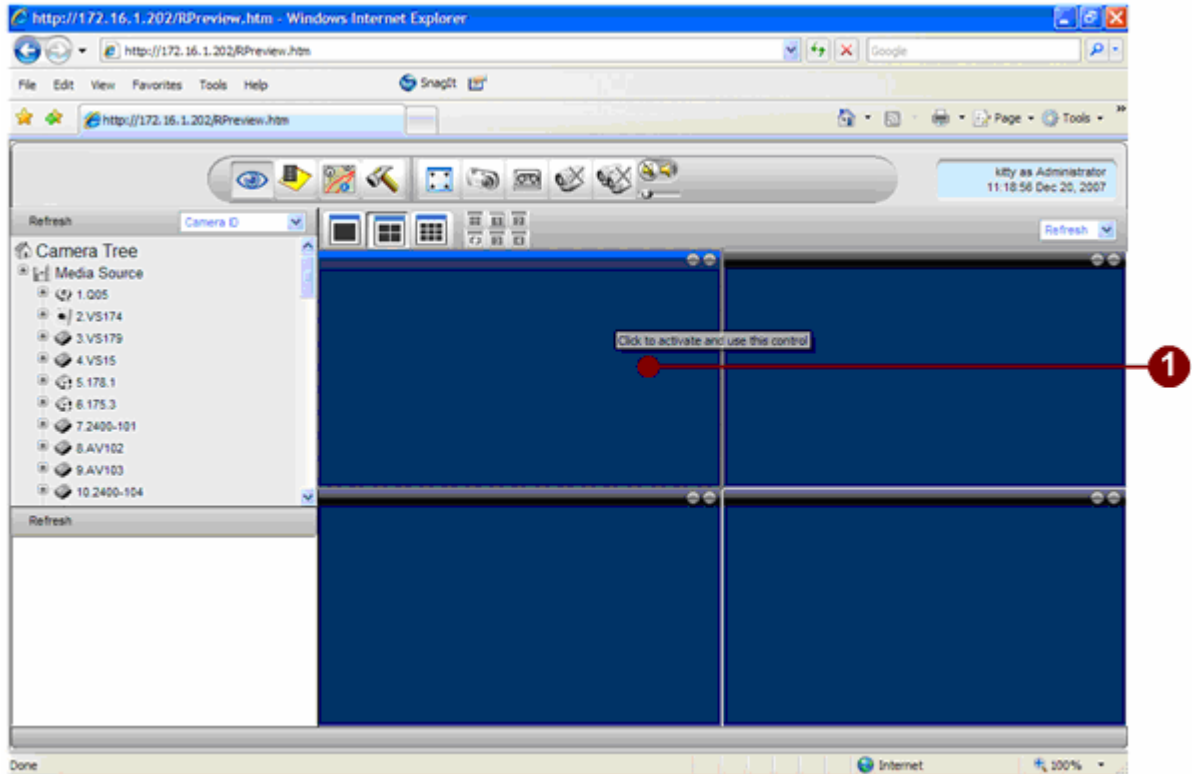 http://172.16.1.202/RPreview.htm - Windows Internet Explorer
http://172.16.1.202/RPreview.htm
Google
File Edit View Favorites Tools Help
SnagIt
http://172.16.1.202/RPreview.htm
Page
Tools
kitty as Administrator
11:18:56 Dec 20, 2007
Refresh
Camera ID
Refresh
Camera Tree
Media Source
1.Q05
2.VS174
3.VS179
4.VS15
5.178.1
6.175.3
7.2400-101
8.AV102
9.AV103
10.2400-104
Click to activate and use this control
1
Refresh
Done
Internet
100%